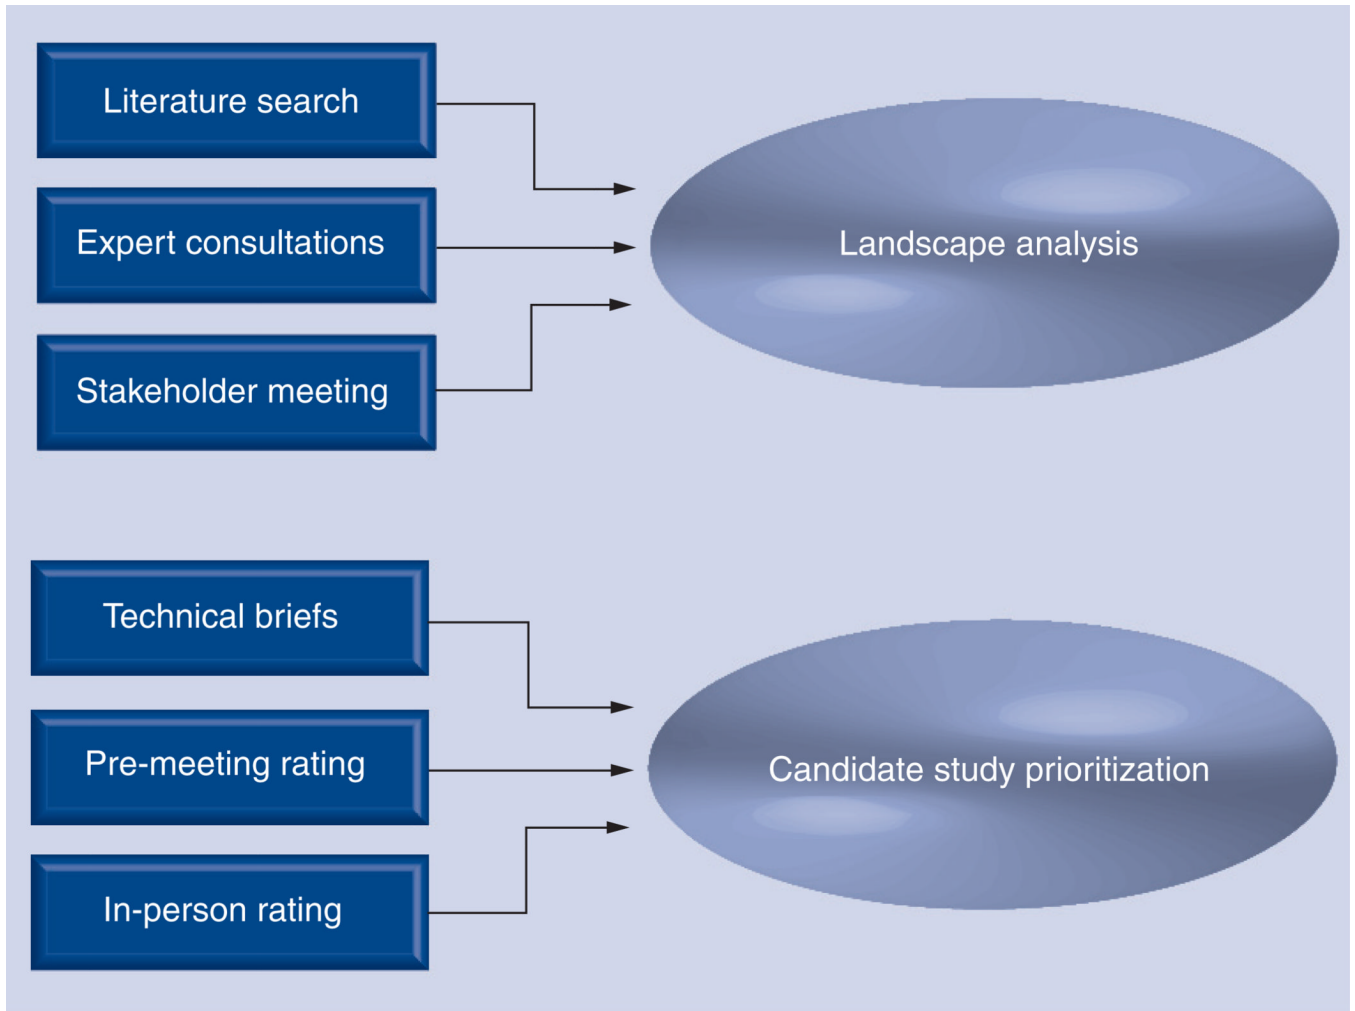 Literature search
Expert consultations
Landscape analysis
Stakeholder meeting
Technical briefs
Pre-meeting rating
Candidate study prioritization
In-person rating